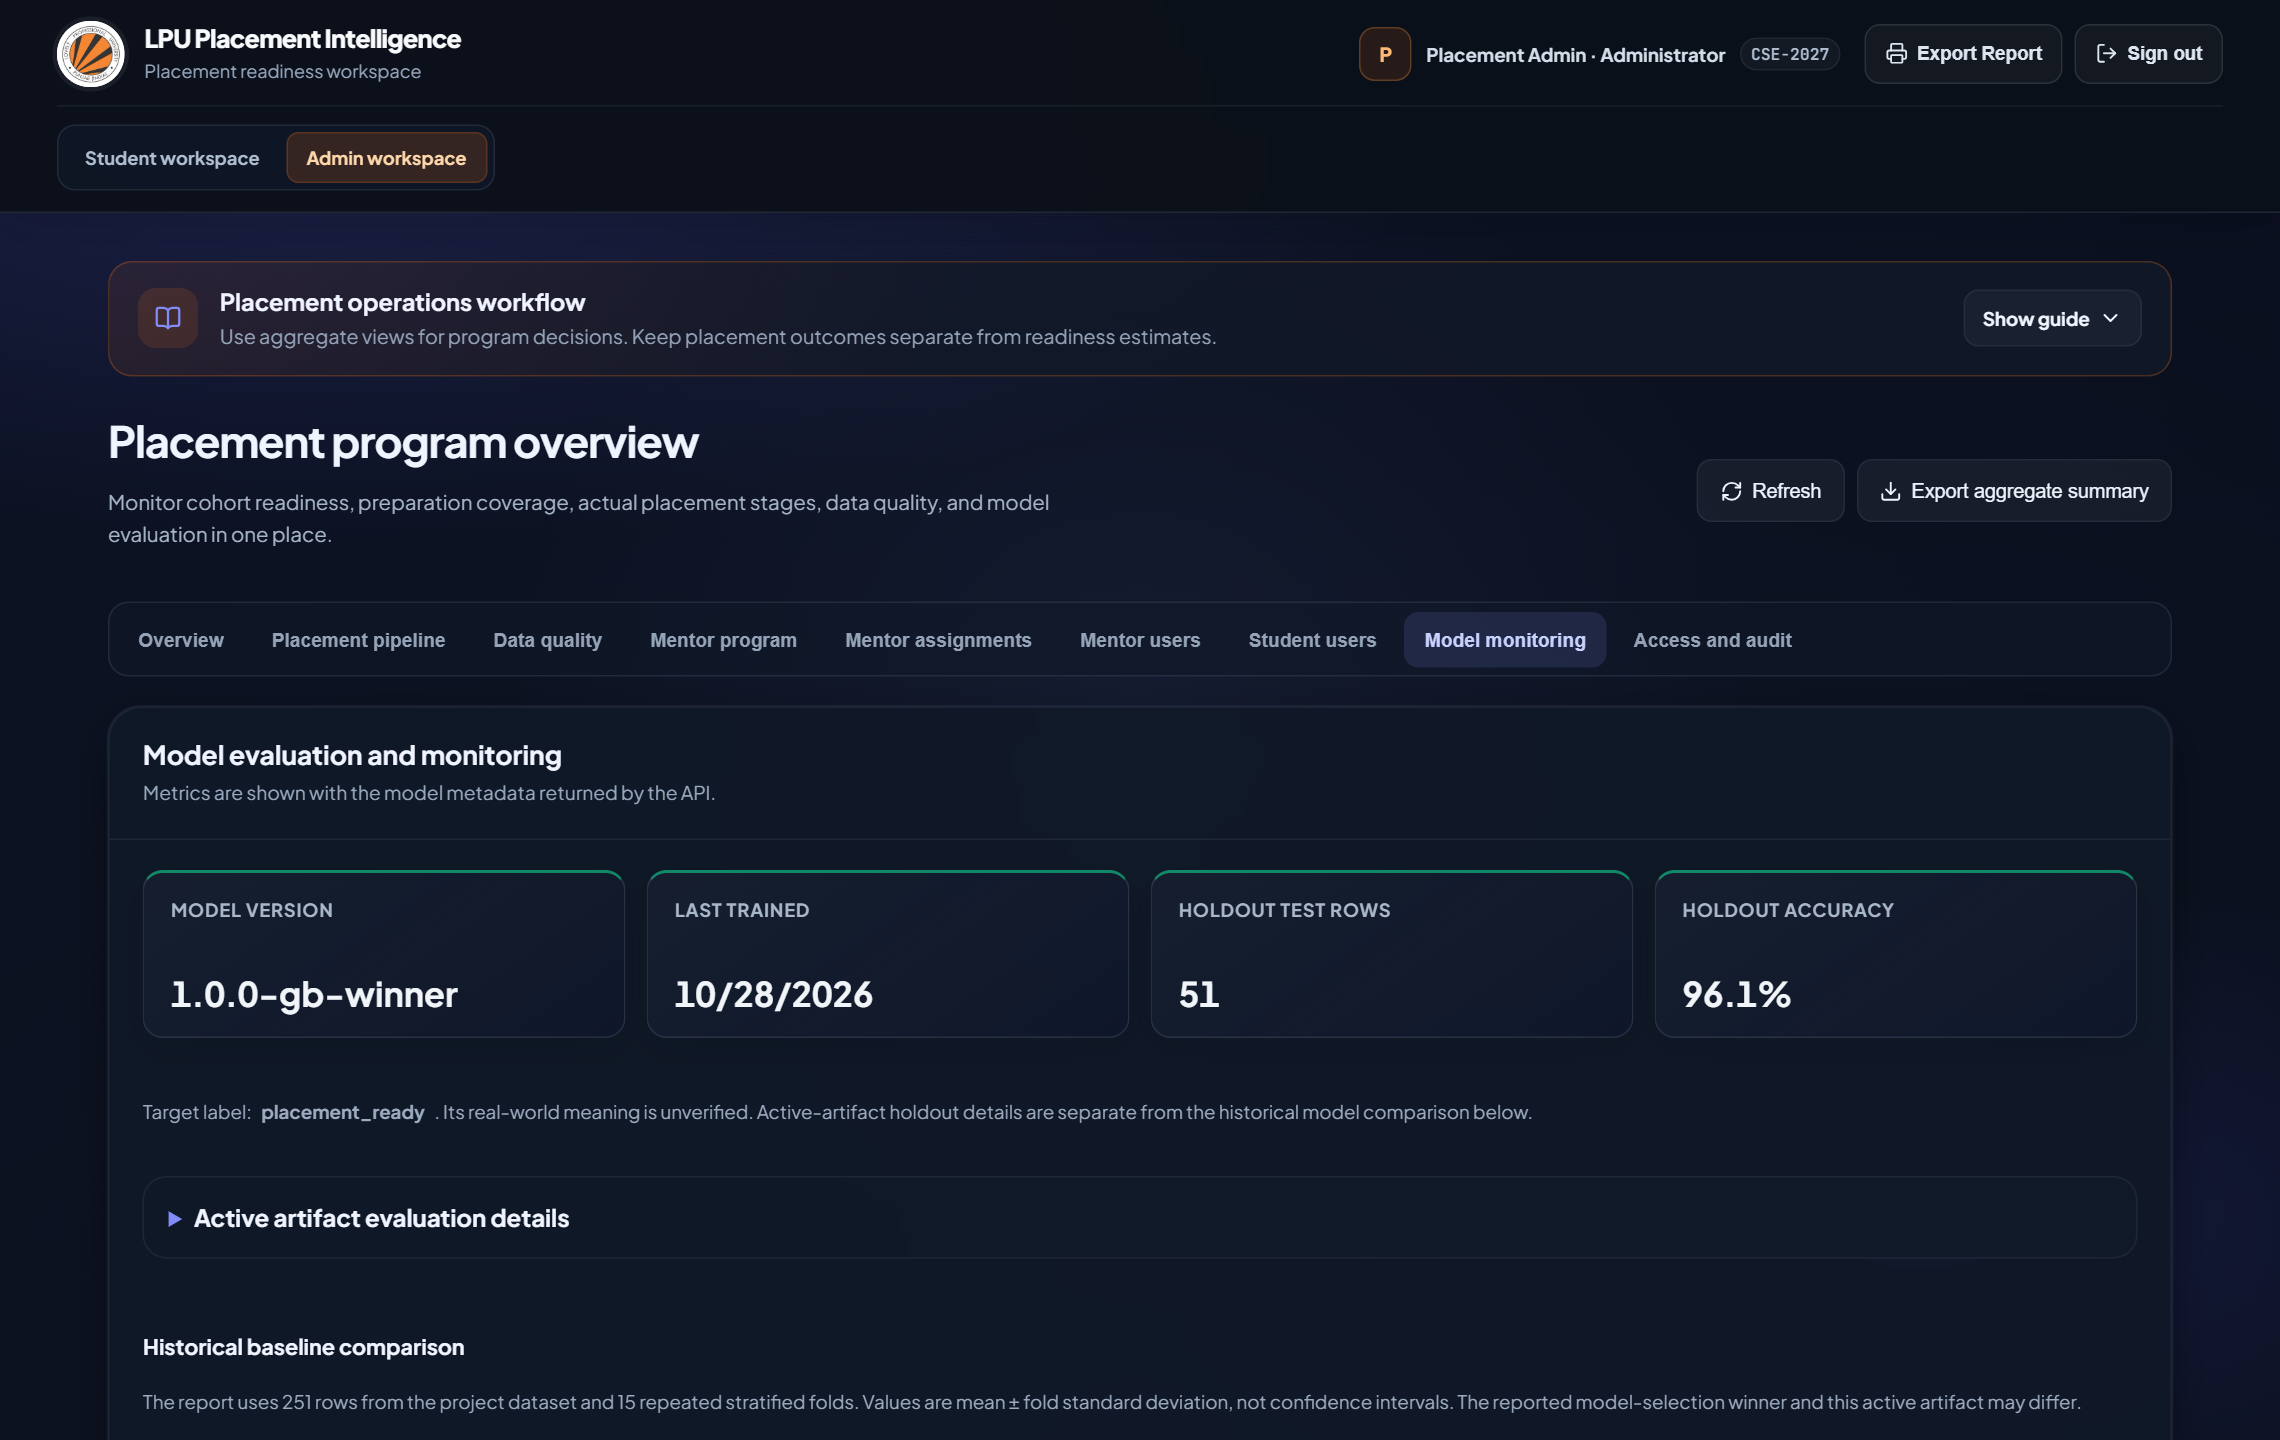 LPU Placement Intelligence
Placement readiness workspace
P
Placement Admin · Administrator
CSE-2027
Export Report
Sign out
Student workspace
Admin workspace
Placement operations workflow
Use aggregate views for program decisions. Keep placement outcomes separate from readiness estimates.
Show guide
Placement program overview
Monitor cohort readiness, preparation coverage, actual placement stages, data quality, and model
evaluation in one place.
Refresh
Export aggregate summary
Overview
Placement pipeline
Data quality
Mentor program
Mentor assignments
Mentor users
Student users
Model monitoring
Access and audit
Model evaluation and monitoring
Metrics are shown with the model metadata returned by the API.
MODEL VERSION
1.0.0-gb-winner
LAST TRAINED
10/28/2026
HOLDOUT TEST ROWS
51
HOLDOUT ACCURACY
96.1%
Target label: placement_ready . Its real-world meaning is unverified. Active-artifact holdout details are separate from the historical model comparison below.
Active artifact evaluation details
Historical baseline comparison
The report uses 251 rows from the project dataset and 15 repeated stratified folds. Values are mean ± fold standard deviation, not confidence intervals. The reported model-selection winner and this active artifact may differ.